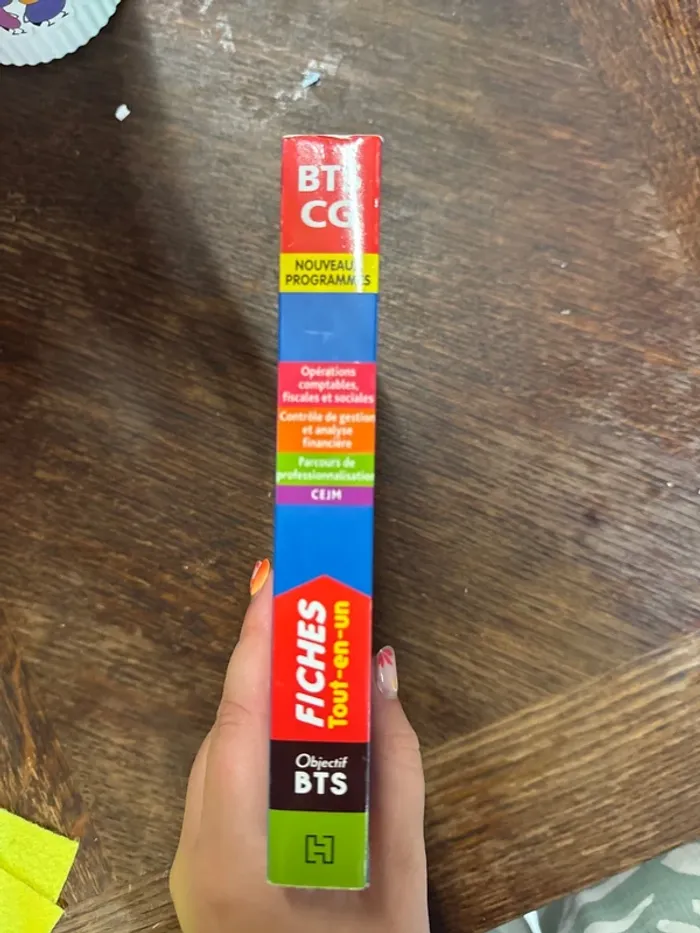 BTS
CG
NOUVEAUX
PROGRAMMES
Opérations
comptables,
fiscales et sociales
Contrôle de gestion
et analyse
financière
Parcours de
professionnalisation
CEJM
FICHES
Tout-en-un
Objectif
BTS
H